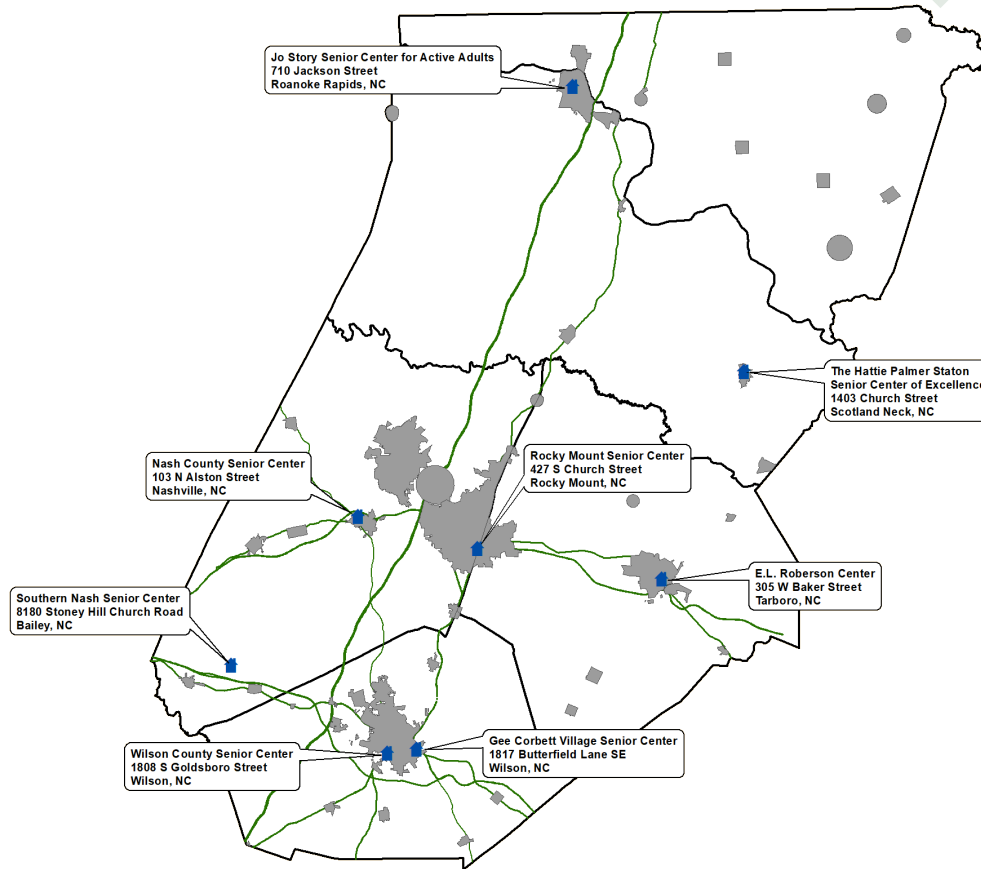 Jo Story Senior Center for Active Adults
710 Jackson Street
Roanoke Rapids, NC
The Hattie Palmer Staton
Senior Center of Excellence
1403 Church Street
Scotland Neck, NC
Nash County Senior Center
103 N Alston Street
Nashville, NC
Rocky Mount Senior Center
427 S Church Street
Rocky Mount, NC
E.L. Roberson Center
305 W Baker Street
Tarboro, NC
Southern Nash Senior Center
8180 Stoney Hill Church Road
Bailey, NC
Wilson County Senior Center
1808 S Goldsboro Street
Wilson, NC
Gee Corbett Village Senior Center
1817 Butterfield Lane SE
Wilson, NC